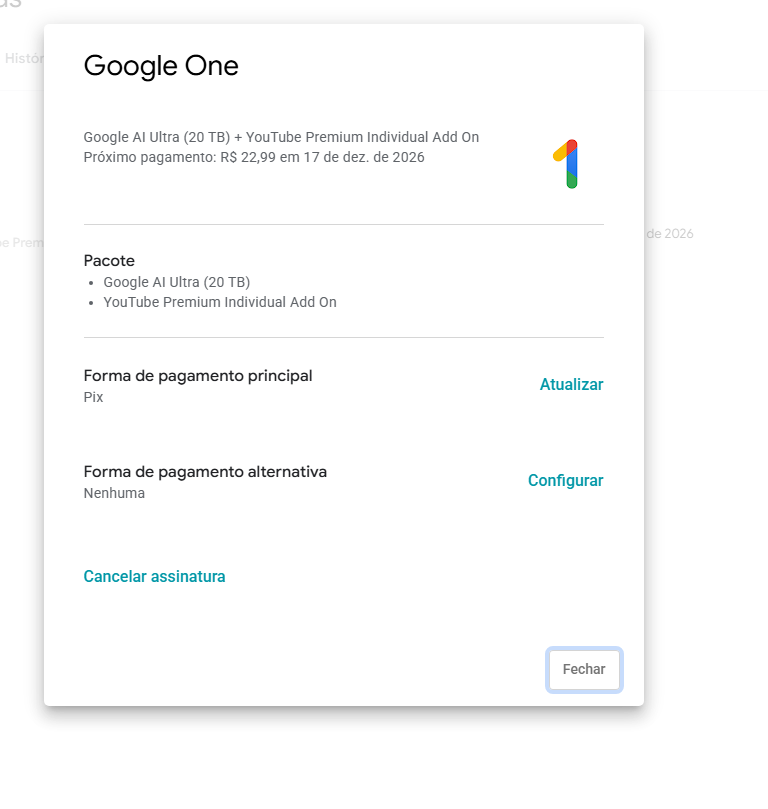 Google One
Google AI Ultra (20 TB) + YouTube Premium Individual Add On
Próximo pagamento: R$ 22,99 em 17 de dez. de 2026
de 2026
Pacote
Google AI Ultra (20 TB)
YouTube Premium Individual Add On
Forma de pagamento principal
Atualizar
Pix
Forma de pagamento alternativa
Configurar
Nenhuma
Cancelar assinatura
Fechar